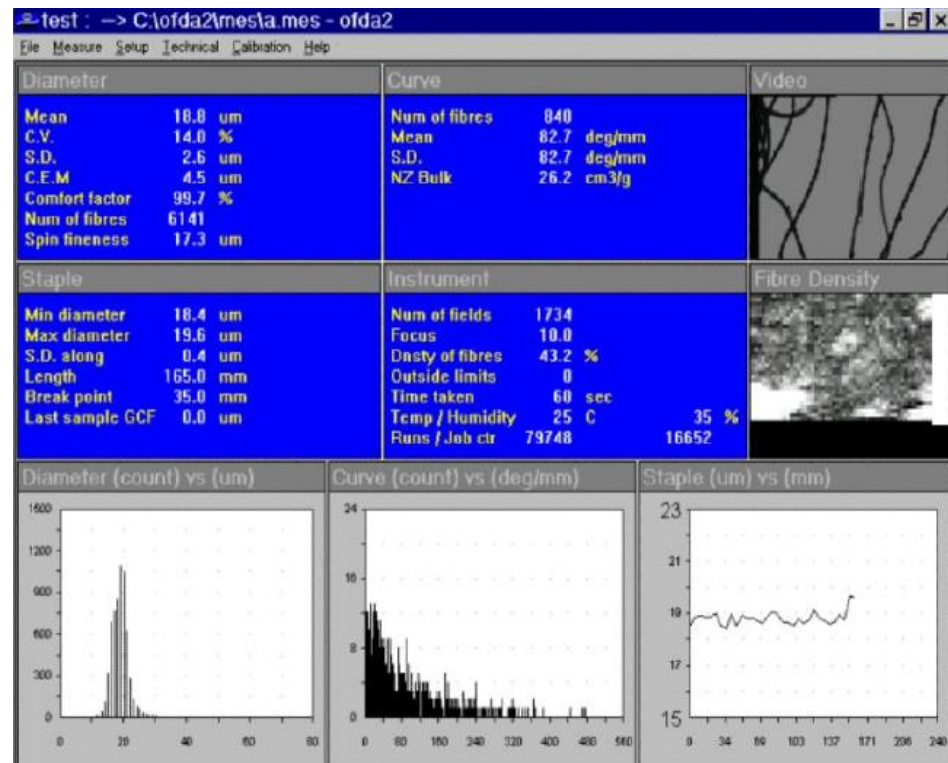 test : --> C:\ofda2\mes\a.mes - ofda2
File Measure Setup Technical Calibration Help
Diameter
Mean 18.8 um
C.V. 14.0 %
S.D. 2.6 um
C.E.M 4.5 um
Comfort factor 99.7 %
Num of fibres 6141
Spin fineness 17.3 um
Curve
Num of fibres 840
Mean 82.7 deg/mm
S.D. 82.7 deg/mm
NZ Bulk 26.2 cm3/g
Video
Staple
Min diameter 18.4 um
Max diameter 19.6 um
S.D. along 0.4 um
Length 165.0 mm
Break point 35.0 mm
Last sample GCF 0.0 um
Instrument
Num of fields 1734
Focus 10.0
Dnsty of fibres 43.2 %
Outside limits 0
Time taken 60 sec
Temp / Humidity 25 C 35 %
Runs / Job ctr 79748 16652
Fibre Density
Diameter (count) vs (um)
1500
1200
900
600
300
0
0 20 40 60 80
Curve (count) vs (deg/mm)
24
16
8
0
0 80 160 240 320 400 480 560
Staple (um) vs (mm)
23
21
19
17
15
0 34 69 103 137 171 206 240